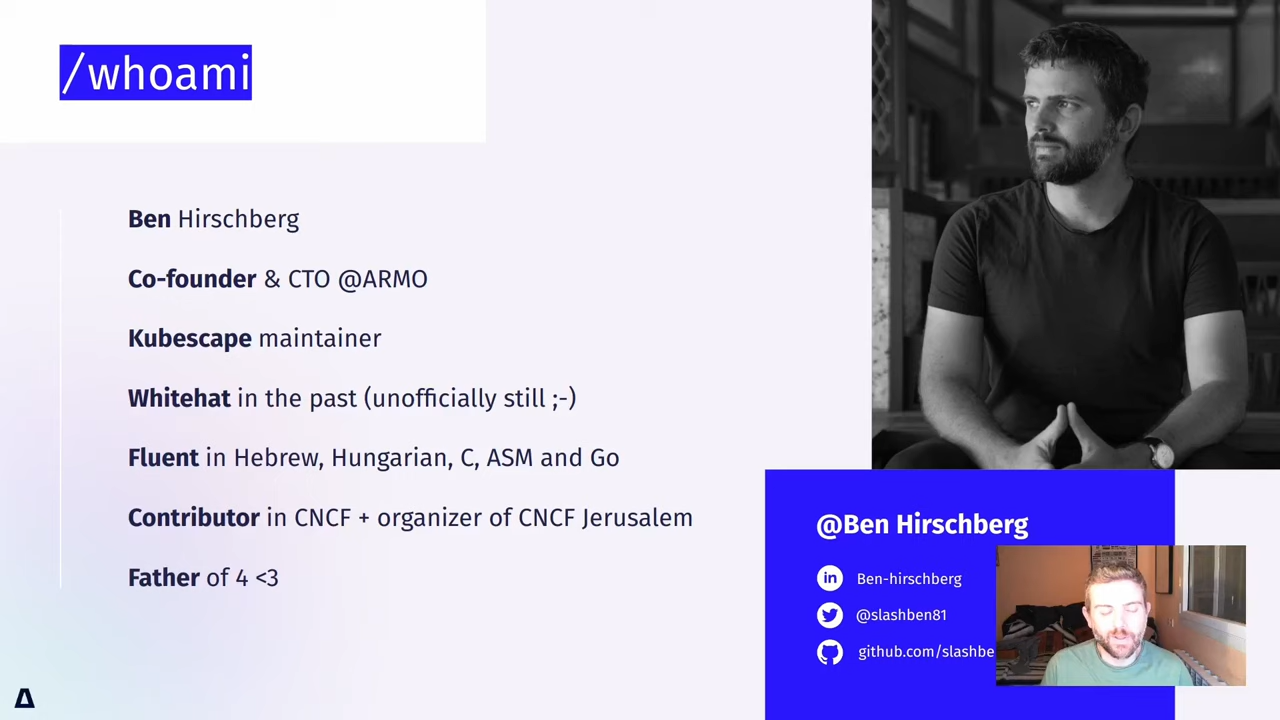 /whoami
Ben Hirschberg
Co-founder & CTO @ARMO
Kubescape maintainer
Whitehat in the past (unofficially still ;-)
Fluent in Hebrew, Hungarian, C, ASM and Go
Contributor in CNCF + organizer of CNCF Jerusalem
Father of 4 <3
@Ben Hirschberg
in Ben-hirschberg
@slashben81
github.com/slashbe